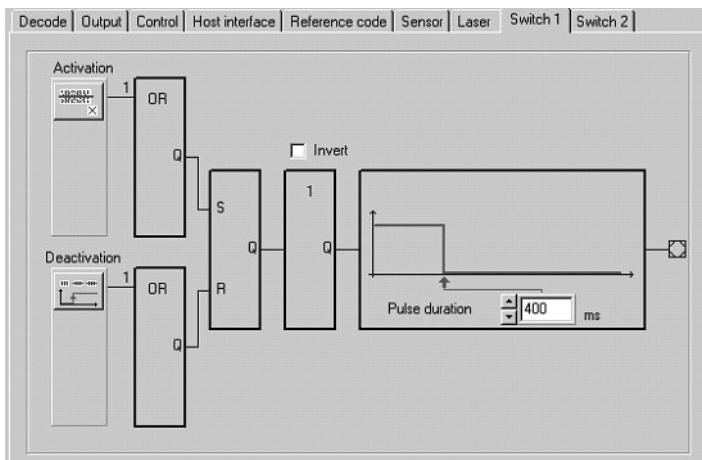 Decode Output Control Host interface Reference code Sensor Laser Switch 1 Switch 2
Activation
1
OR
Q
Invert
1
S
Q
Q
R
Deactivation
1
OR
Q
Pulse duration 400 ms